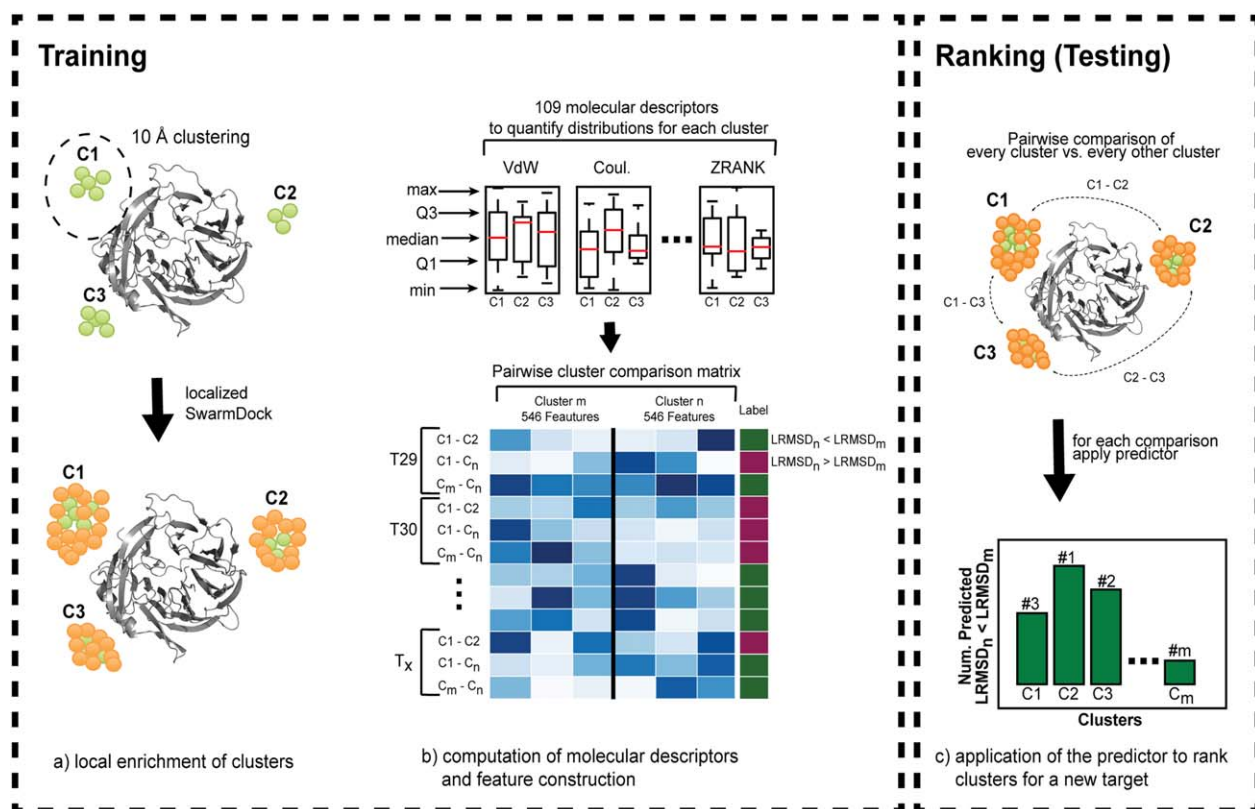 Training
10 Å clustering
C1
C2
C3
localized
SwarmDock
C1
C2
C3
a) local enrichment of clusters
109 molecular descriptors
to quantify distributions for each cluster
VdW
Coul.
ZRANK
max
Q3
median
Q1
min
C1 C2 C3
C1 C2 C3
C1 C2 C3
Pairwise cluster comparison matrix
Cluster m
546 Feautures
Cluster n
546 Features
Label
T29
C1 - C2
LRMSDn < LRMSDm
C1 - Cn
LRMSDn > LRMSDm
Cm - Cn
T30
C1 - C2
C1 - Cn
Cm - Cn
Tx
C1 - C2
C1 - Cn
Cm - Cn
b) computation of molecular descriptors
and feature construction
Ranking (Testing)
Pairwise comparison of
every cluster vs. every other cluster
C1
C1 - C2
C2
C1 - C3
C3
C2 - C3
for each comparison
apply predictor
Num. Predicted
LRMSDn < LRMSDm
#3
#1
#2
#m
C1
C2
C3
Cm
Clusters
c) application of the predictor to rank
clusters for a new target